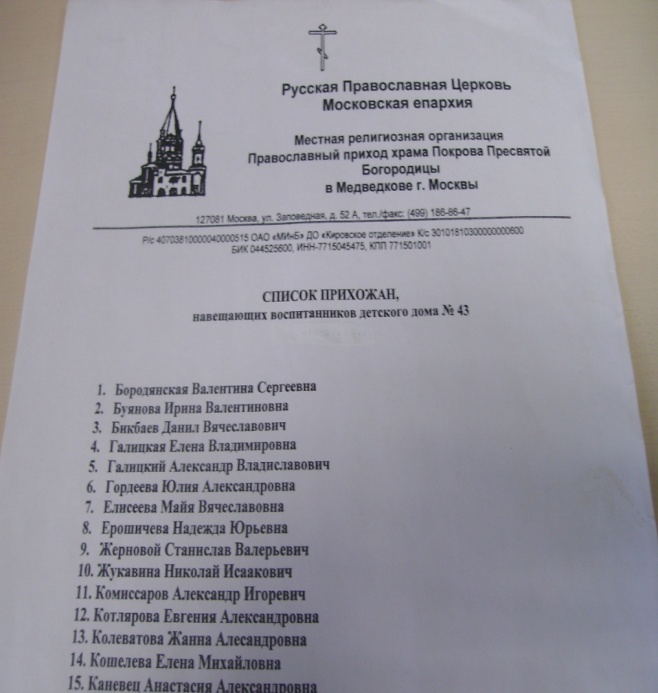 Русская Православная Церковь
Московская епархия
Местная религиозная организация
Православный приход храма Покрова Пресвятой
Богородицы
в Медведкове г. Москвы
127081 Москва, ул. Заповедная, д. 52 А, тел./факс: (499) 186-86-47
Р/с 40703810000040000515 ОАО «МИнБ» ДО «Кировское отделение» К/с 30101810300000000600
БИК 044525600, ИНН-7715045475, КПП 771501001
СПИСОК ПРИХОЖАН,
навещающих воспитанников детского дома № 43
1. Бородянская Валентина Сергеевна
2. Буянова Ирина Валентиновна
3. Бикбаев Данил Вячеславович
4. Галицкая Елена Владимировна
5. Галицкий Александр Владиславович
6. Гордеева Юлия Александровна
7. Елисеева Майя Вячеславовна
8. Ерошичева Надежда Юрьевна
9. Жерновой Станислав Валерьевич
10. Жукавина Николай Исаакович
11. Комиссаров Александр Игоревич
12. Котлярова Евгения Александровна
13. Колеватова Жанна Алесандровна
14. Кошелева Елена Михайловна
15. Каневец Анастасия Александровна